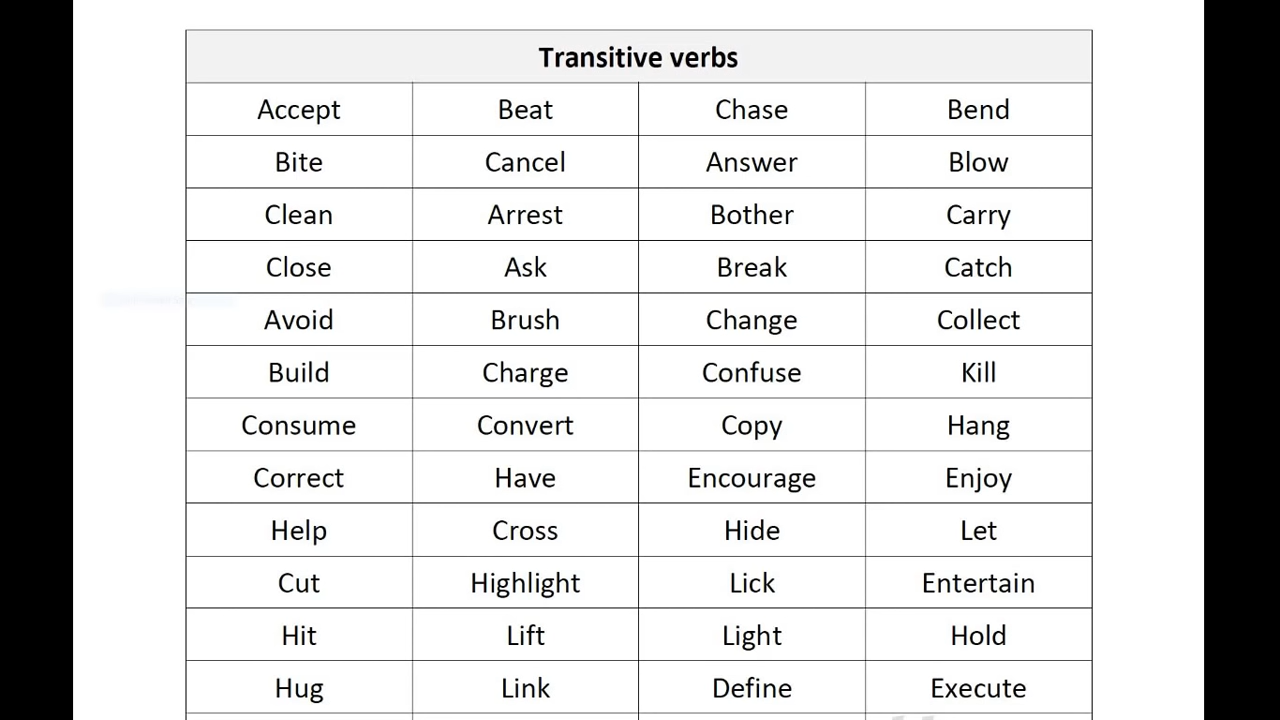 Transitive verbs
Accept Beat Chase Bend
Bite Cancel Answer Blow
Clean Arrest Bother Carry
Close Ask Break Catch
Avoid Brush Change Collect
Build Charge Confuse Kill
Consume Convert Copy Hang
Correct Have Encourage Enjoy
Help Cross Hide Let
Cut Highlight Lick Entertain
Hit Lift Light Hold
Hug Link Define Execute